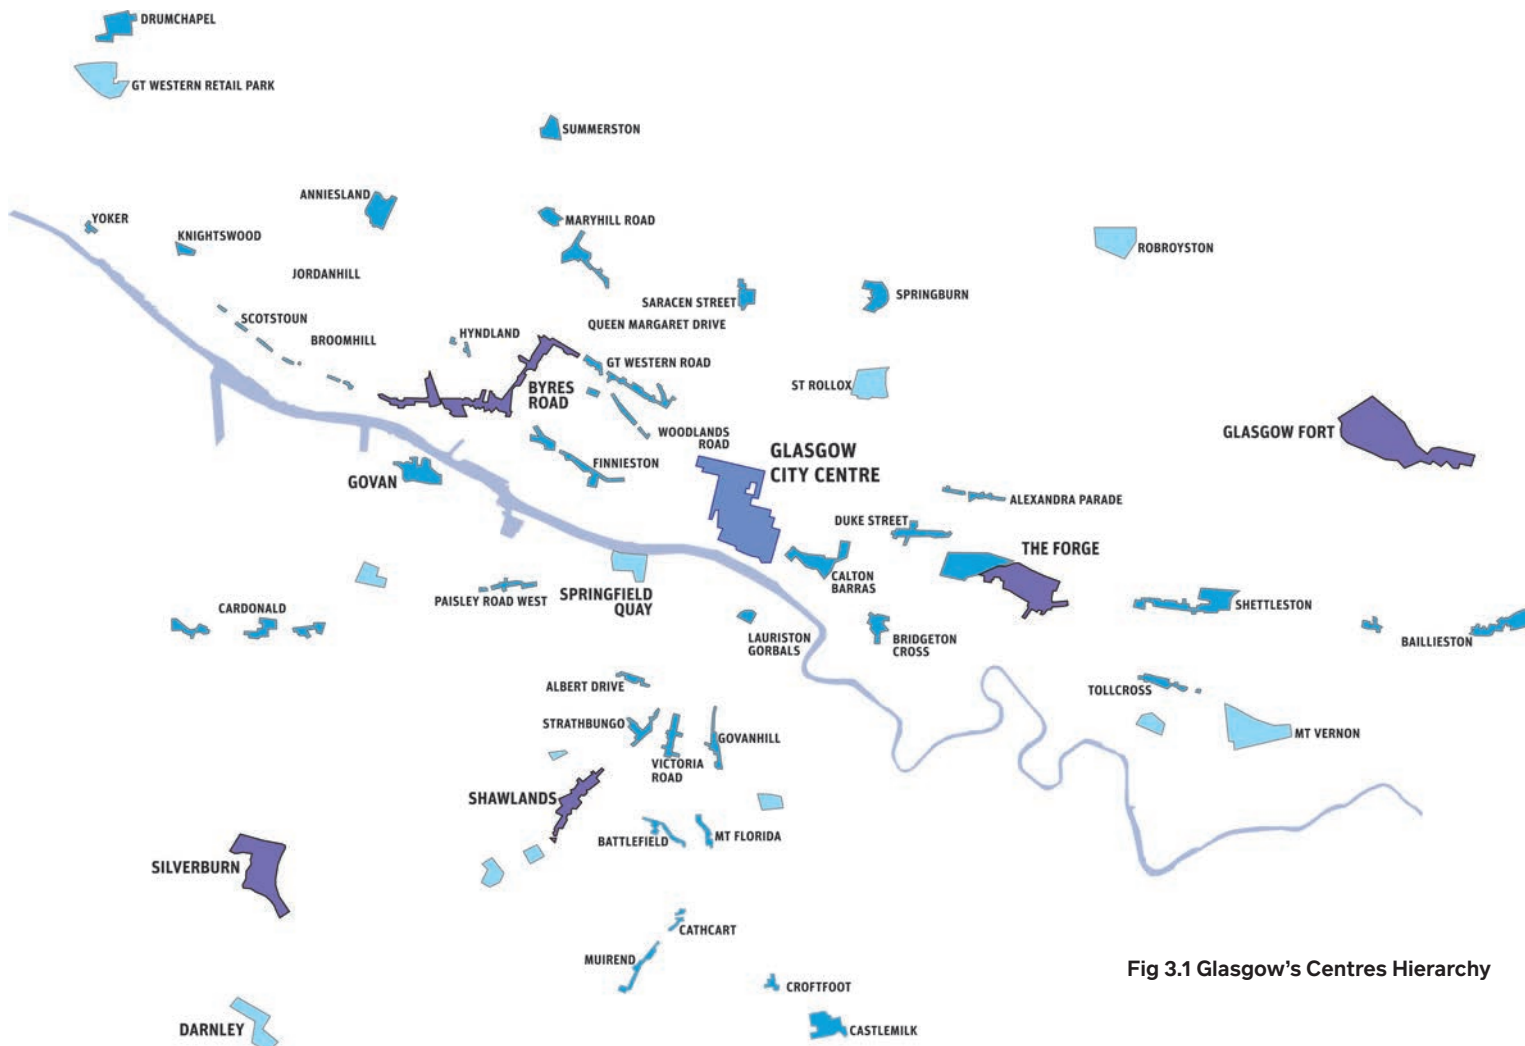 DRUMCHAPEL
GT WESTERN RETAIL PARK
SUMMERSTON
ANNIESLAND
YOKER
MARYHILL ROAD
KNIGHTSWOOD
ROBROYSTON
JORDANHILL
SARACEN STREET
SPRINGBURN
SCOTSTOUN
QUEEN MARGARET DRIVE
HYNDLAND
BROOMHILL
GT WESTERN ROAD
BYRES
ROAD
ST ROLLOX
WOODLANDS
ROAD
GLASGOW FORT
GLASGOW
CITY CENTRE
FINNIESTON
GOVAN
ALEXANDRA PARADE
DUKE STREET
THE FORGE
CALTON
BARRAS
PAISLEY ROAD WEST
SPRINGFIELD
QUAY
CARDONALD
SHETTLESTON
LAURISTON
GORBALS
BRIDGETON
CROSS
BAILLIESTON
ALBERT DRIVE
TOLLCROSS
STRATHBUNGO
GOVANHILL
MT VERNON
VICTORIA
ROAD
SHAWLANDS
BATTLEFIELD
MT FLORIDA
SILVERBURN
CATHCART
MUIREND
Fig 3.1 Glasgow’s Centres Hierarchy
CROFTFOOT
DARNLEY
CASTLEMILK